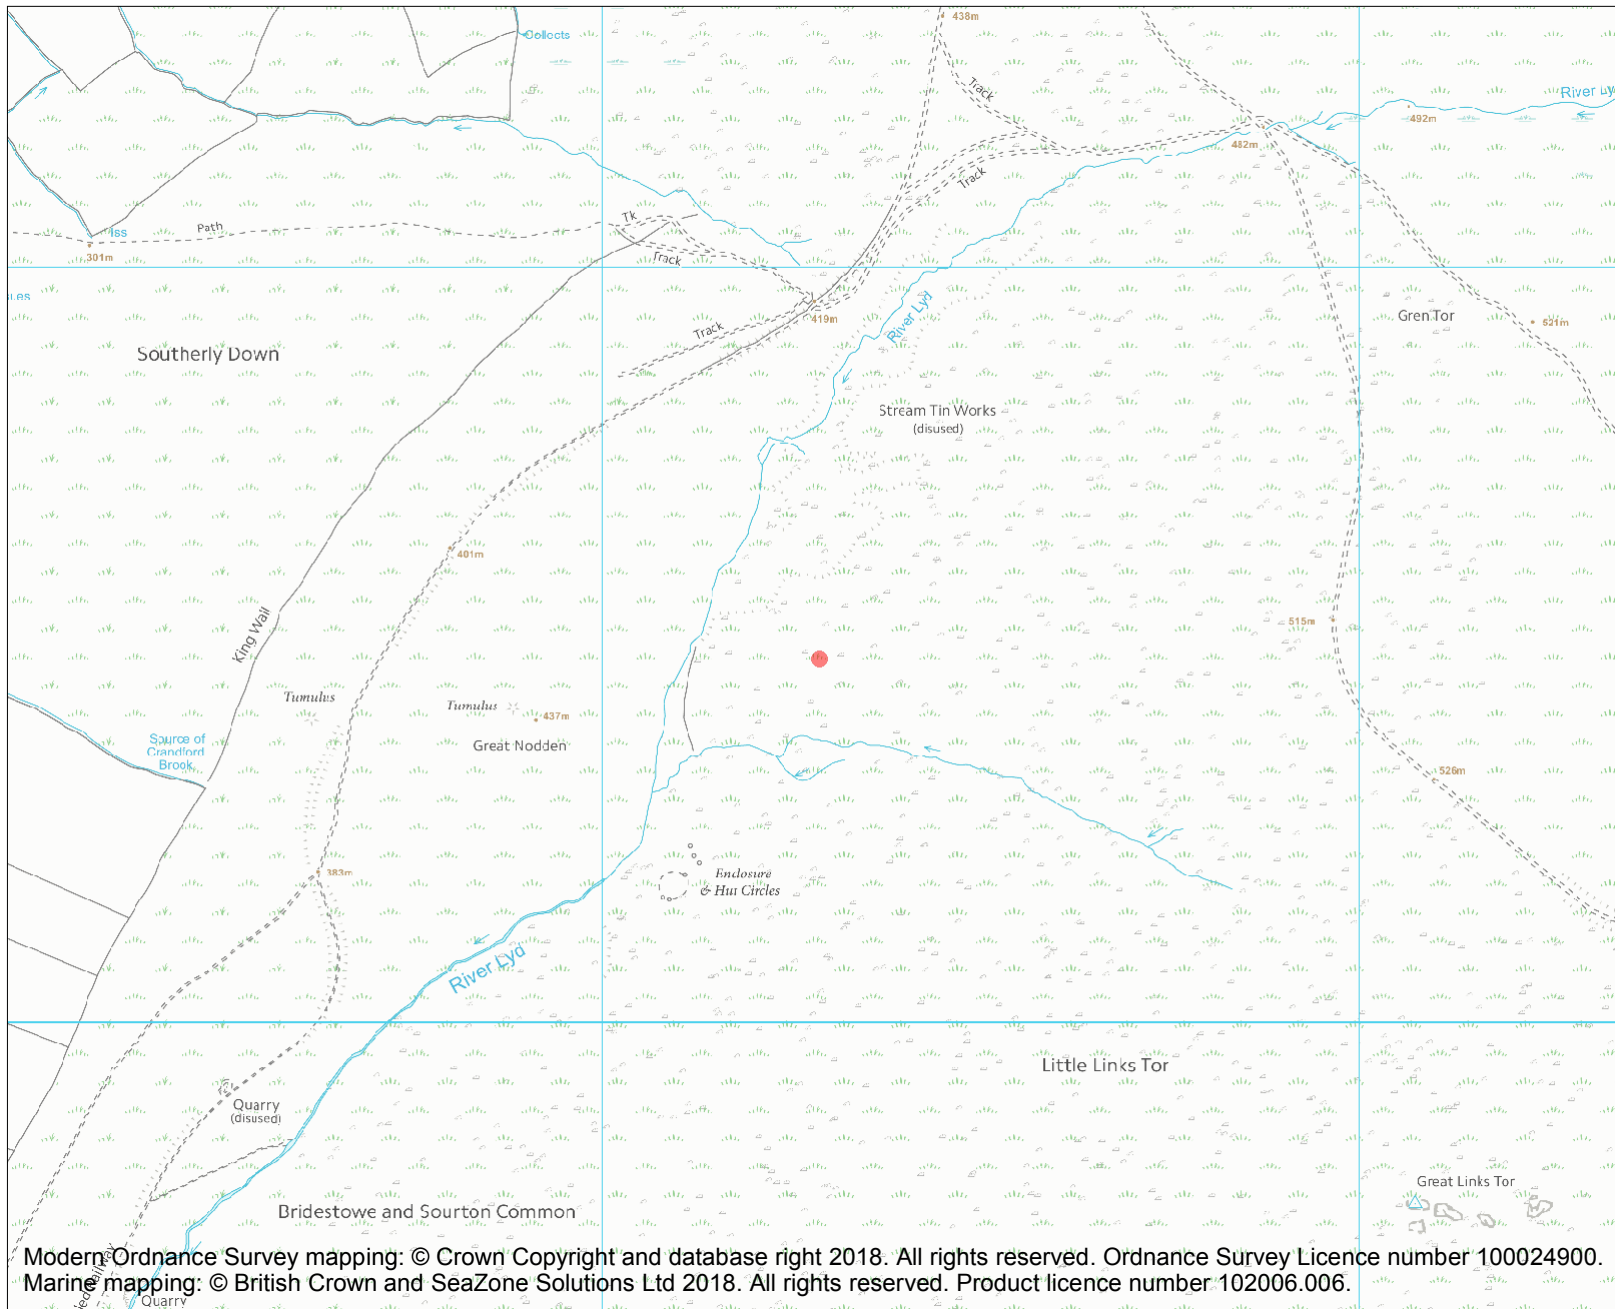 438m
Collects
Track
River Ly
492m
482m
Track
Tk
Path
Iss
301m
Track
419m
River Lyd
Gren Tor
521m
Track
Southerly Down
Stream Tin Works
(disused)
401m
King Wall
515m
Tumulus
Tumulus
437m
Great Nodden
Source of
Crandford
Brook
526m
383m
Enclosure
& Hut Circles
River Lyd
Little Links Tor
Quarry
(disused)
Great Links Tor
Bridestowe and Sourton Common
Modern Ordnance Survey mapping: © Crown Copyright and database right 2018. All rights reserved. Ordnance Survey Licence number 100024900.
Marine mapping: © British Crown and SeaZone Solutions Ltd 2018. All rights reserved. Product licence number 102006.006.
Quarry